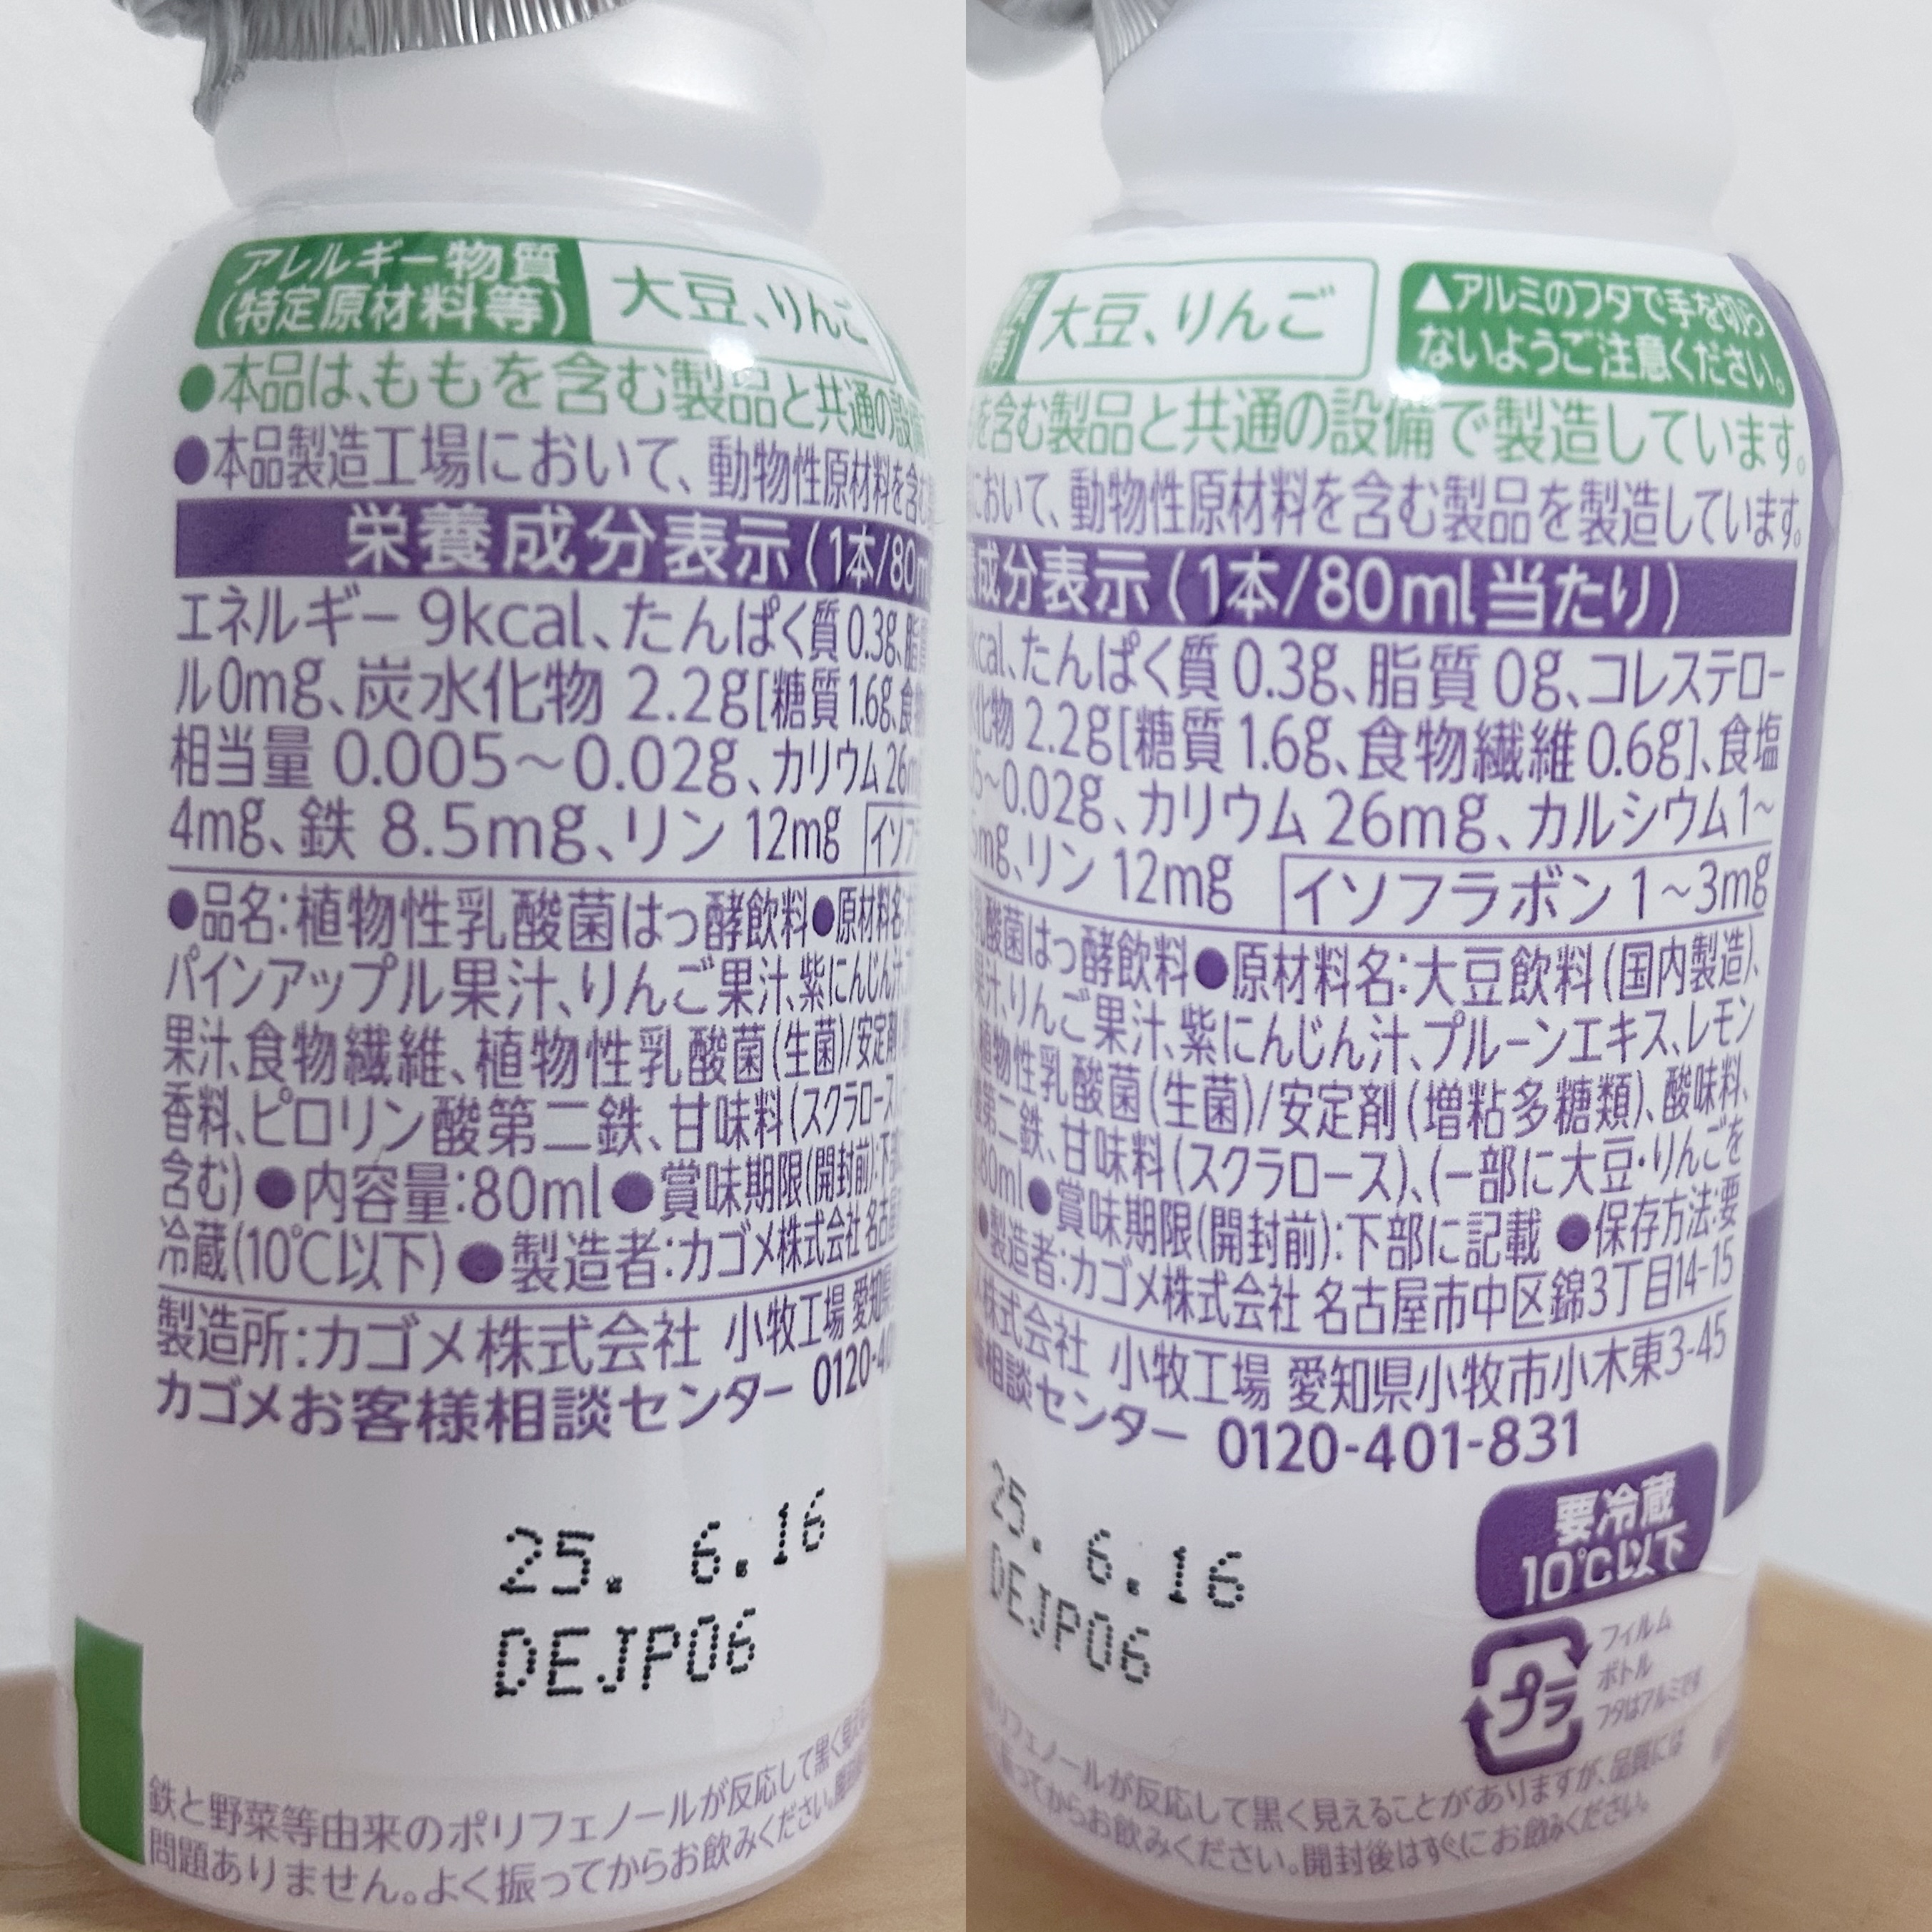 アレルギー物質
(特定原材料等)
大豆、りんご
●本品は、ももを含む製品と共通の設備
●本品製造工場において、動物性原材料を含む
栄養成分表示(1本/80m
エネルギー 9kcal、たんぱく質 0.3g、脂
ル0mg、炭水化物 2.2g[糖質 1.6g、食
相当量 0.005～0.02g、カリウム 26m
4mg、鉄 8.5mg、リン 12mg イソフ
●品名:植物性乳酸菌はっ酵飲料●原材料名:
パインアップル果汁、りんご果汁、紫にんじん汁
果汁、食物繊維、植物性乳酸菌(生菌)/安定剤
香料、ピロリン酸第二鉄、甘味料(スクラロース
含む)●内容量:80ml●賞味期限(開封前):下
冷蔵(10℃以下)●製造者:カゴメ株式会社 名古
製造所:カゴメ株式会社 小牧工場 愛知県
カゴメお客様相談センター 0120-4
25. 6.16
DEJP06
鉄と野菜等由来のポリフェノールが反応して黒く見え
問題ありません。よく振ってからお飲みください。
大豆、りんご
▲アルミのフタで手を切ら
ないようご注意ください。
を含む製品と共通の設備で製造しています。
において、動物性原材料を含む製品を製造しています。
成分表示(1本/80ml当たり)
kcal、たんぱく質 0.3g、脂質 0g、コレステロー
化物 2.2g[糖質 1.6g、食物繊維 0.6g]、食塩
5～0.02g、カリウム 26mg、カルシウム1～
5mg、リン 12mg イソフラボン 1～3mg
乳酸菌はっ酵飲料●原材料名:大豆飲料(国内製造)、
果汁、りんご果汁、紫にんじん汁、プルーンエキス、レモン
植物性乳酸菌(生菌)/安定剤(増粘多糖類)、酸味料、
第二鉄、甘味料(スクラロース)、(一部に大豆・りんごを
80ml●賞味期限(開封前):下部に記載 ●保存方法:要
●製造者:カゴメ株式会社 名古屋市中区錦3丁目14-15
株式会社 小牧工場 愛知県小牧市小木東3-45
相談センター 0120-401-831
25. 6.16
DEJP06
要冷蔵
10℃以下
プラ
フィルム
ボトル
フタはアルミです
リフェノールが反応して黒く見えることがありますが、品質には
ってからお飲みください。開封後はすぐにお飲みください。